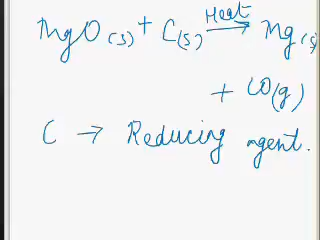 MgO(s) + C(s) —Heat→ Mg(s)
+ CO(g)
C → Reducing agent.